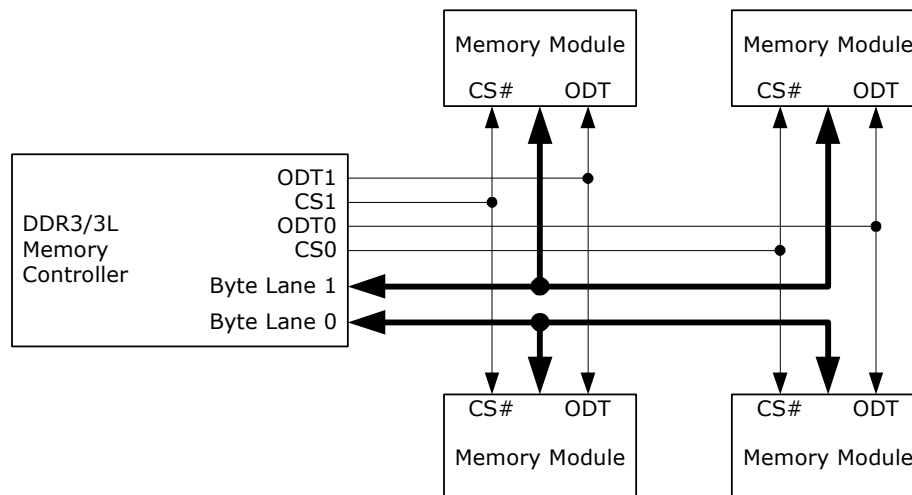 Memory Module
Memory Module
CS# ODT
CS# ODT
DDR3/3L
Memory
Controller
ODT1
CS1
ODT0
CS0
Byte Lane 1
Byte Lane 0
CS# ODT
CS# ODT
Memory Module
Memory Module